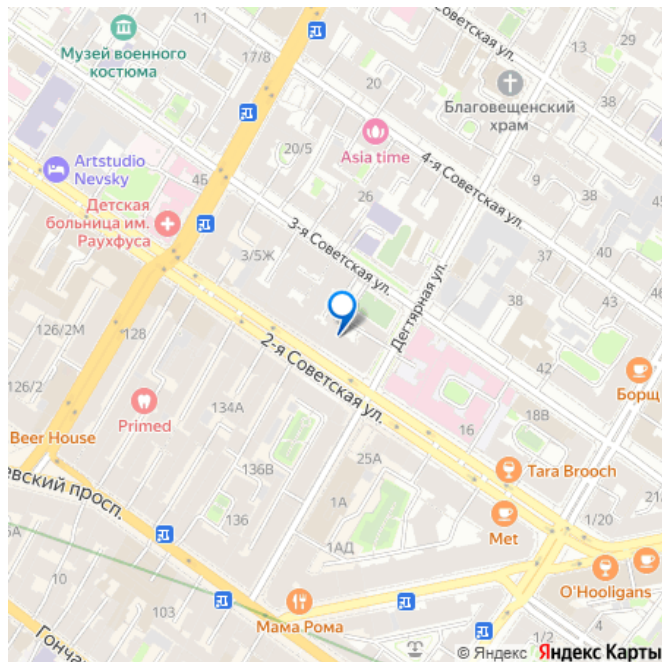 11
Музей военного
костюма
17/8
Советская ул.
13
29
20
38
Благовещенский
храм
20/5
Asia time
4-я Советская ул.
Artstudio
Nevsky
4Б
26
9
38
Детская
больница им.
Раухфуса
3-я Советская ул.
43
3/5Ж
Дегтярная ул.
38
37
126/2М
128
2-я Советская ул.
42
Борщ
126/2
134А
18В
Primed
16
Beer House
25А
Tara Brooch
136В
21
евский просп.
1А
1/20
136
Met
1АД
10
O'Hooligans
103
Мама Рома
Гонча
1/2
© Яндекс Яндекс Карты